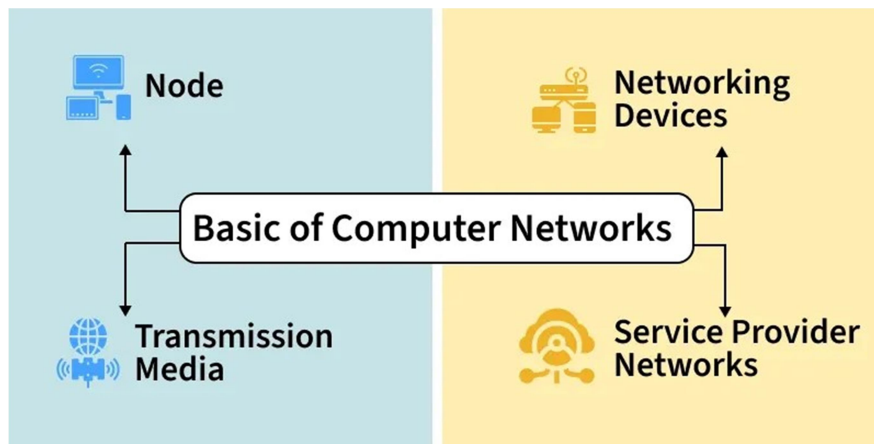 Node
Networking
Devices
Basic of Computer Networks
Transmission
Media
Service Provider
Networks